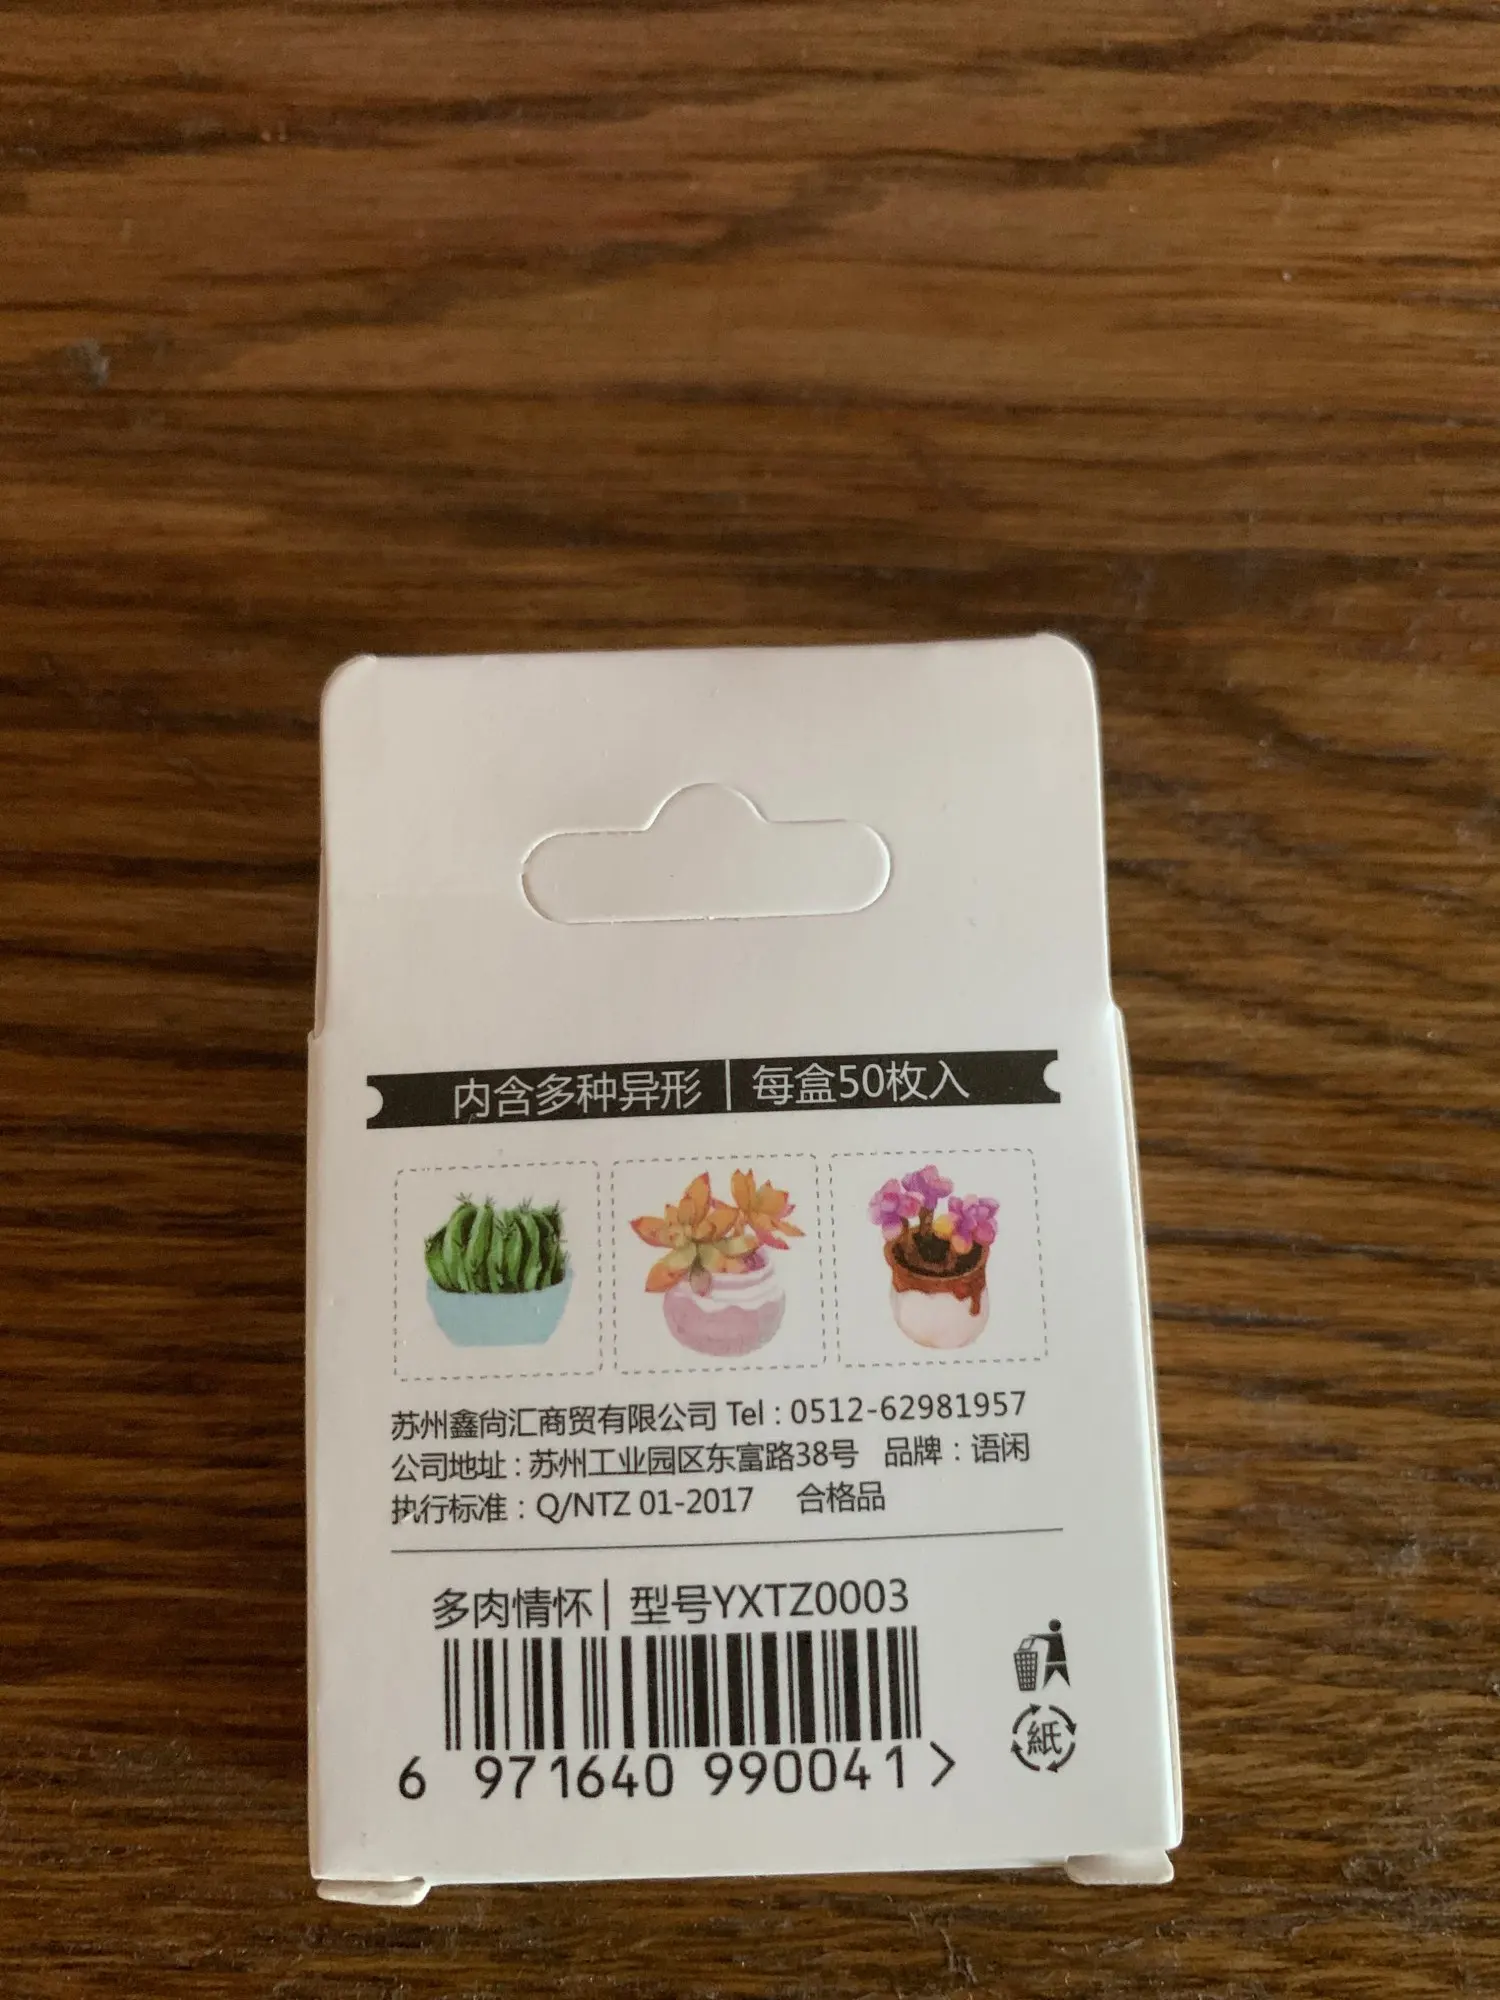 内含多种异形 | 每盒50枚入
苏州鑫尚汇商贸有限公司 Tel : 0512-62981957
公司地址 : 苏州工业园区东富路38号 品牌 : 语闲
执行标准 : Q/NTZ 01-2017 合格品
多肉情怀 | 型号YXTZ0003
6 971640 990041 >
紙